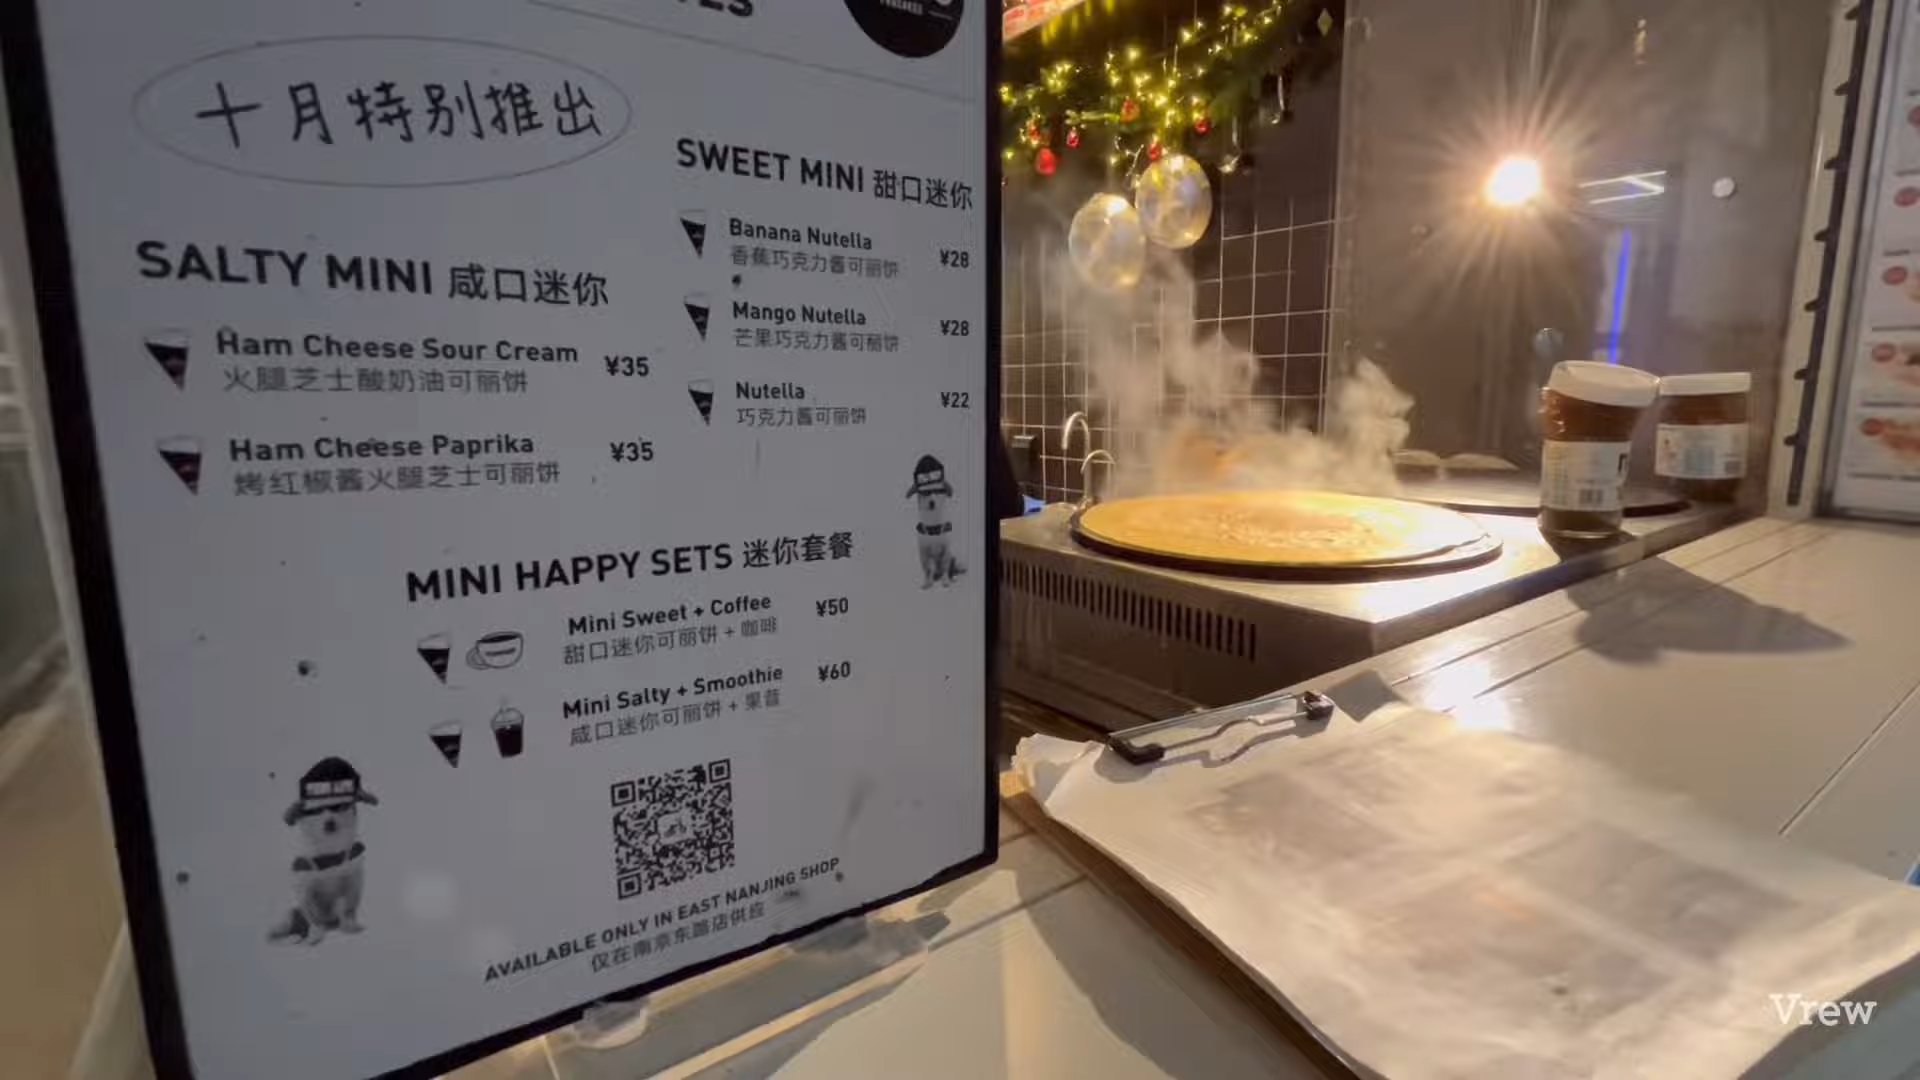 十月特别推出
SALTY MINI 咸口迷你
Ham Cheese Sour Cream ¥35
火腿芝士酸奶油可丽饼
Ham Cheese Paprika ¥35
烤红椒酱火腿芝士可丽饼
SWEET MINI 甜口迷你
Banana Nutella ¥28
香蕉巧克力酱可丽饼
Mango Nutella ¥28
芒果巧克力酱可丽饼
Nutella ¥22
巧克力酱可丽饼
MINI HAPPY SETS 迷你套餐
Mini Sweet + Coffee ¥50
甜口迷你可丽饼 + 咖啡
Mini Salty + Smoothie ¥60
咸口迷你可丽饼 + 果昔
AVAILABLE ONLY IN EAST NANJING SHOP
仅在南京东路店供应
Vrew